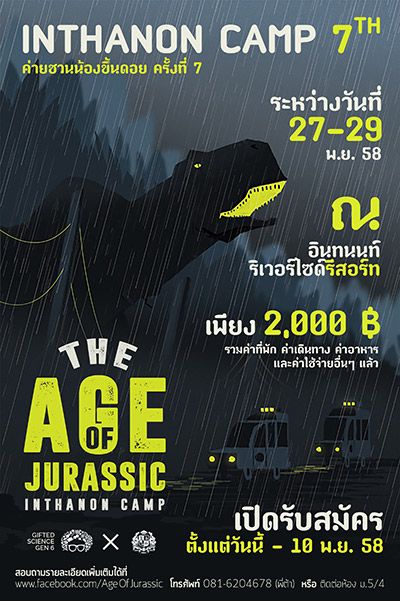 INTHANON CAMP 7TH
ค่ายชวนน้องขึ้นดอย ครั้งที่ 7
ระหว่างวันที่
27-29
พ.ย. 58
ณ
อินทนนท์
ริเวอร์ไซด์รีสอร์ท
เพียง 2,000 ฿
รวมค่าที่พัก ค่าเดินทาง ค่าอาหาร
และค่าใช้จ่ายอื่นๆ แล้ว
THE
AGE
OF
JURASSIC
INTHANON CAMP
GIFTED
SCIENCE
GEN 6
เปิดรับสมัคร
ตั้งแต่วันนี้ - 10 พ.ย. 58
สอบถามรายละเอียดเพิ่มเติมได้ที่
www.facebook.com/AgeOfJurassic โทรศัพท์ 081-6204678 (พี่ต้า) หรือ ติดต่อห้อง ม.5/4